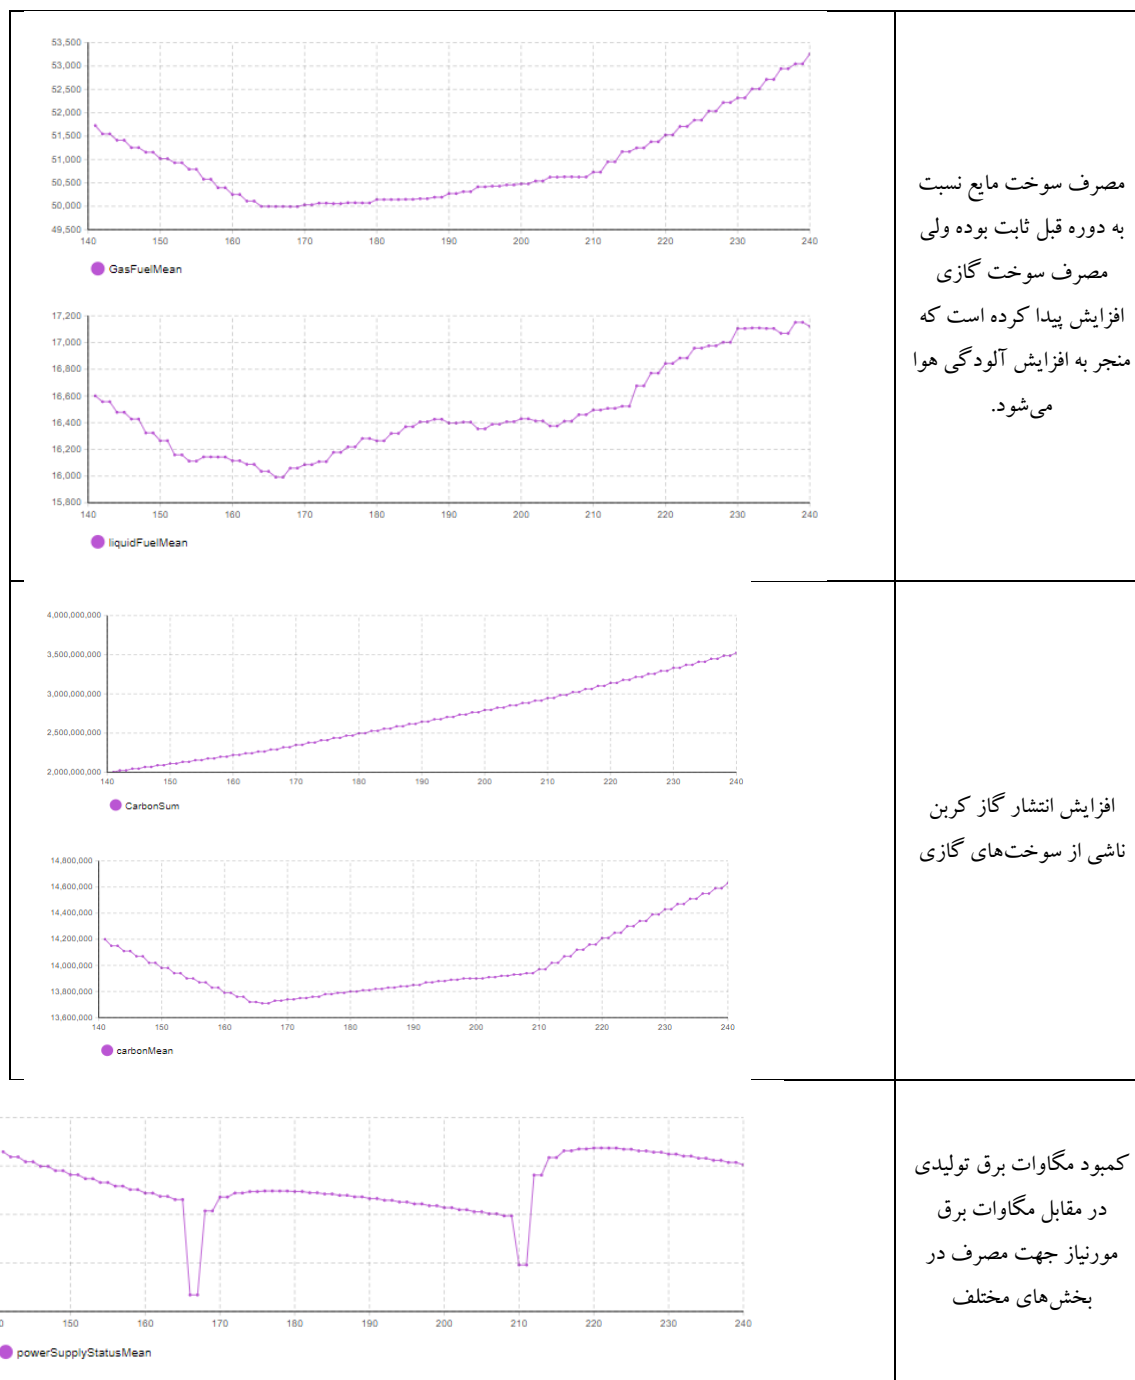 53,500
53,000
52,500
52,000
51,500
51,000
50,500
50,000
49,500
140 150 160 170 180 190 200 210 220 230 240
GasFuelMean
17,200
17,000
16,800
16,600
16,400
16,200
16,000
15,800
140 150 160 170 180 190 200 210 220 230 240
liquidFuelMean
مصرف سوخت مایع نسبت
به دوره قبل ثابت بوده ولی
مصرف سوخت گازی
افزایش پیدا کرده است که
منجر به افزایش آلودگی هوا
می‌شود.
4,000,000,000
3,500,000,000
3,000,000,000
2,500,000,000
2,000,000,000
140 150 160 170 180 190 200 210 220 230 240
CarbonSum
14,800,000
14,600,000
14,400,000
14,200,000
14,000,000
13,800,000
13,600,000
140 150 160 170 180 190 200 210 220 230 240
carbonMean
افزایش انتشار گاز کربن
ناشی از سوخت‌های گازی
0 150 160 170 180 190 200 210 220 230 240
powerSupplyStatusMean
کمبود مگاوات برق تولیدی
در مقابل مگاوات برق
مورنیاز جهت مصرف در
بخش‌های مختلف